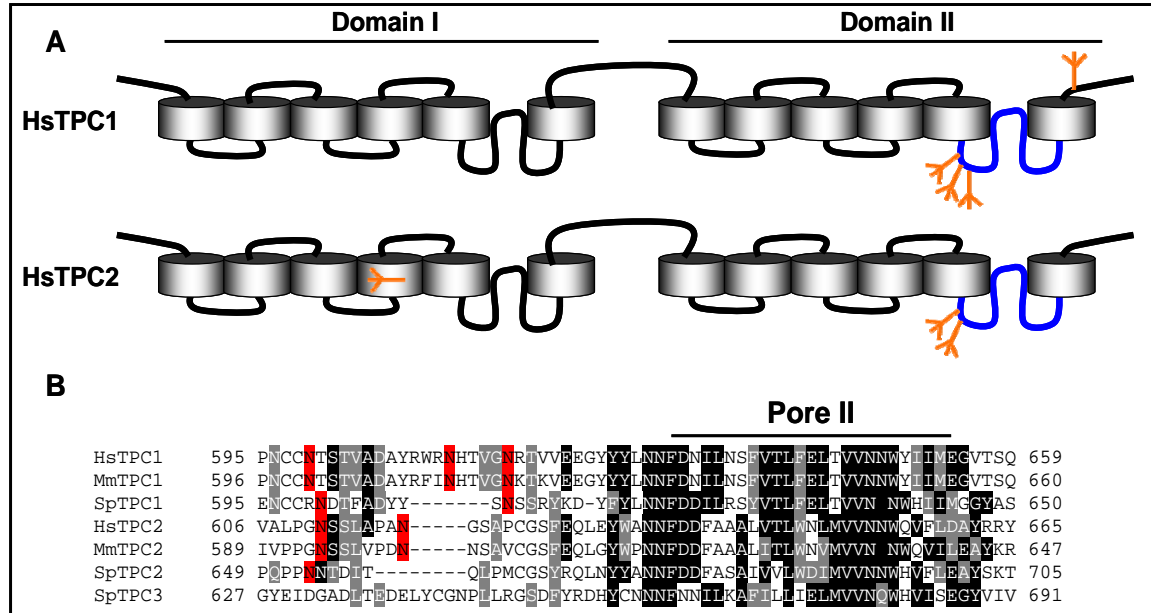 A
Domain I Domain II
HsTPC1
HsTPC2
B
Pore II
HsTPC1 595 PNCCNTSTVADAYRWRNHTVGNRTVVEEGYYYLNNFDNILNSFVTLFELTVVNNWYIIMEGVTSQ 659
MmTPC1 596 PNCCNTSTVADAYRFINHTVGNKTKVEEGYYYLNNFDNILNSFVTLFELTVVNNWYIIMEGVTSQ 660
SpTPC1 595 ENCCRNDTFADYY-------SNSSRYKD-YFYLNNFDDILRSYVTLFELTVVN NWHIIMGGYAS 650
HsTPC2 606 VALPGNSSLAPAN-----GSAPCGSFEQLEYWANNFDDFAAALVTLWNLMVVNNWQVFLDAYRRY 665
MmTPC2 589 IVPPGNSSLVPDN-----NSAVCGSFEQLGYWPNNFDDFAAALITLWNVMVVN NWQVILEAYKR 647
SpTPC2 649 PQPPNNTDIT--------QLPMCGSYRQLNYYANNFDDFASAIVVLWDIMVVNNWHVFLEAYSKT 705
SpTPC3 627 GYEIDGADLTEDELYCGNPLLRGSDFYRDHYCNNNFNNILKAFILLIELMVVNQWHVISEGYVIV 691